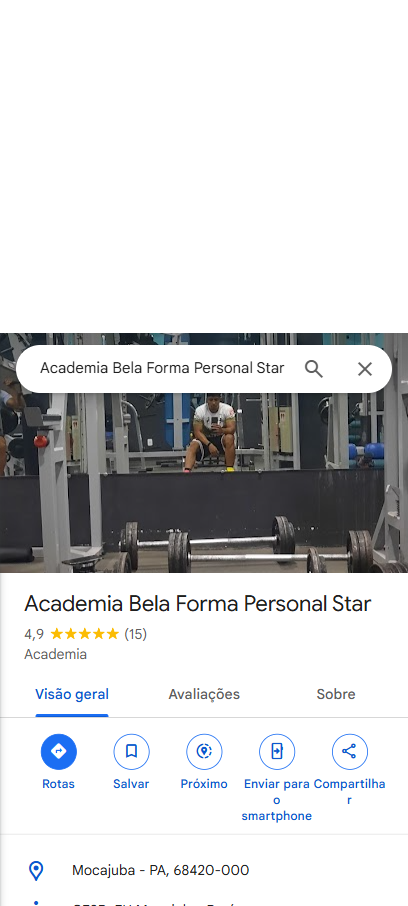 Academia Bela Forma Personal Star
Academia Bela Forma Personal Star
4,9 (15)
Academia
Visão geral Avaliações Sobre
Rotas Salvar Próximo Enviar para o smartphone Compartilhar
Mocajuba - PA, 68420-000